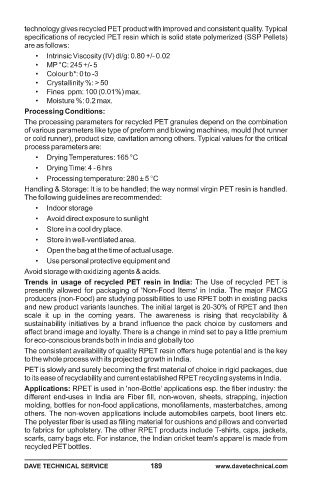 technology gives recycled PET product with improved and consistent quality. Typical
specifications of recycled PET resin which is solid state polymerized (SSP Pellets)
are as follows:
• Intrinsic Viscosity (IV) dl/g: 0.80 +/- 0.02
• MP °C: 245 +/- 5
• Colour b*: 0 to -3
• Crystallinity %: > 50
• Fines ppm: 100 (0.01%) max.
• Moisture %: 0.2 max.
Processing Conditions:
The processing parameters for recycled PET granules depend on the combination
of various parameters like type of preform and blowing machines, mould (hot runner
or cold runner), product size, cavitation among others. Typical values for the critical
process parameters are:
• Drying Temperatures: 165 °C
• Drying Time: 4 - 6 hrs
• Processing temperature: 280 ± 5 °C
Handling & Storage: It is to be handled; the way normal virgin PET resin is handled.
The following guidelines are recommended:
• Indoor storage
• Avoid direct exposure to sunlight
• Store in a cool dry place.
• Store in well-ventilated area.
• Open the bag at the time of actual usage.
• Use personal protective equipment and
Avoid storage with oxidizing agents & acids.
Trends in usage of recycled PET resin in India: The Use of recycled PET is
presently allowed for packaging of 'Non-Food Items' in India. The major FMCG
producers (non-Food) are studying possibilities to use RPET both in existing packs
and new product variants launches. The initial target is 20-30% of RPET and then
scale it up in the coming years. The awareness is rising that recyclability &
sustainability initiatives by a brand influence the pack choice by customers and
affect brand image and loyalty. There is a change in mind set to pay a little premium
for eco-conscious brands both in India and globally too
The consistent availability of quality RPET resin offers huge potential and is the key
to the whole process with its projected growth in India.
PET is slowly and surely becoming the first material of choice in rigid packages, due
to its ease of recyclability and current established RPET recycling systems in India.
Applications: RPET is used in 'non-Bottle' applications esp. the fiber industry: the
different end-uses in India are Fiber fill, non-woven, sheets, strapping, injection
molding, bottles for non-food applications, monofilaments, masterbatches, among
others. The non-woven applications include automobiles carpets, boot liners etc.
The polyester fiber is used as filling material for cushions and pillows and converted
to fabrics for upholstery. The other RPET products include T-shirts, caps, jackets,
scarfs, carry bags etc. For instance, the Indian cricket team's apparel is made from
recycled PET bottles.
DAVE TECHNICAL SERVICE 189 www.davetechnical.com